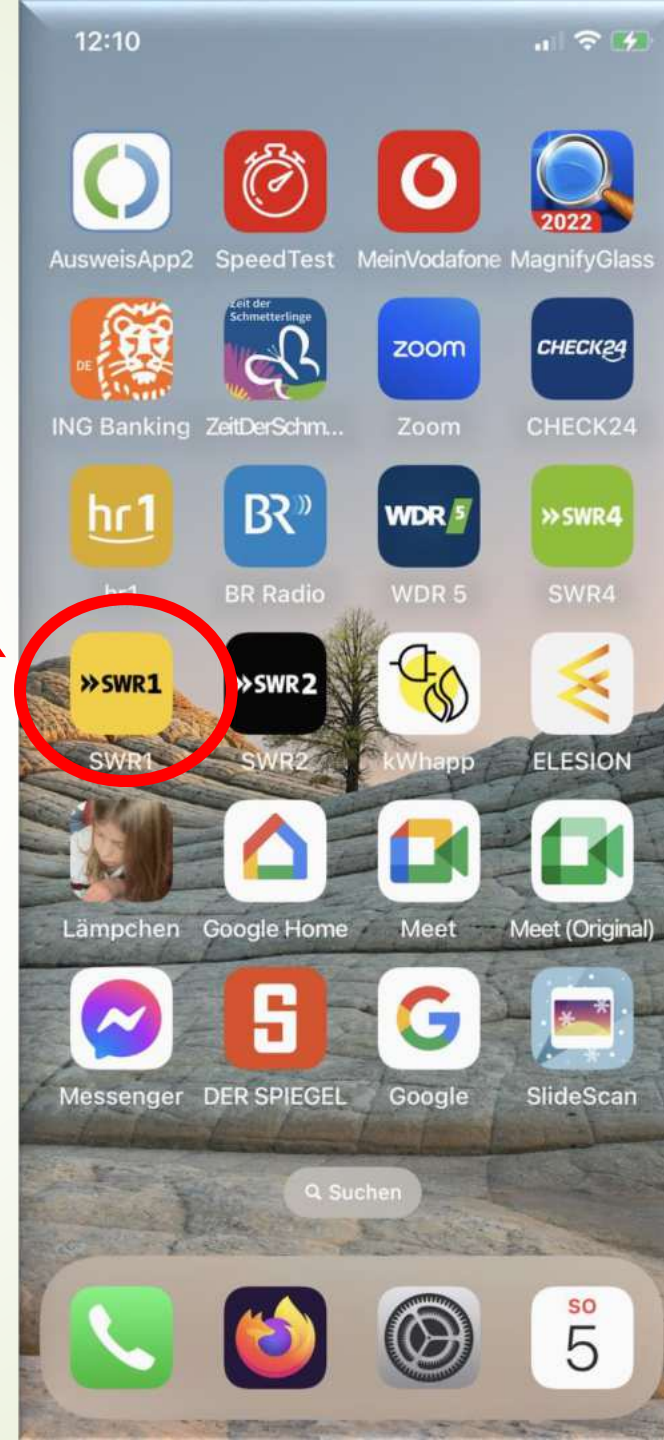 12:10
2022
AusweisApp2 SpeedTest MeinVodafone MagnifyGlass
DE
Zeit der
Schmetterlinge
zoom
CHECK24
ING Banking ZeitDerSchm... Zoom CHECK24
hr1 BR WDR 5 »SWR4
hr1 BR Radio WDR 5 SWR4
»SWR1 »SWR2
SWR1 SWR2 kWhapp ELESION
Lämpchen Google Home Meet Meet (Original)
S G
Messenger DER SPIEGEL Google SlideScan
Suchen
SO
5